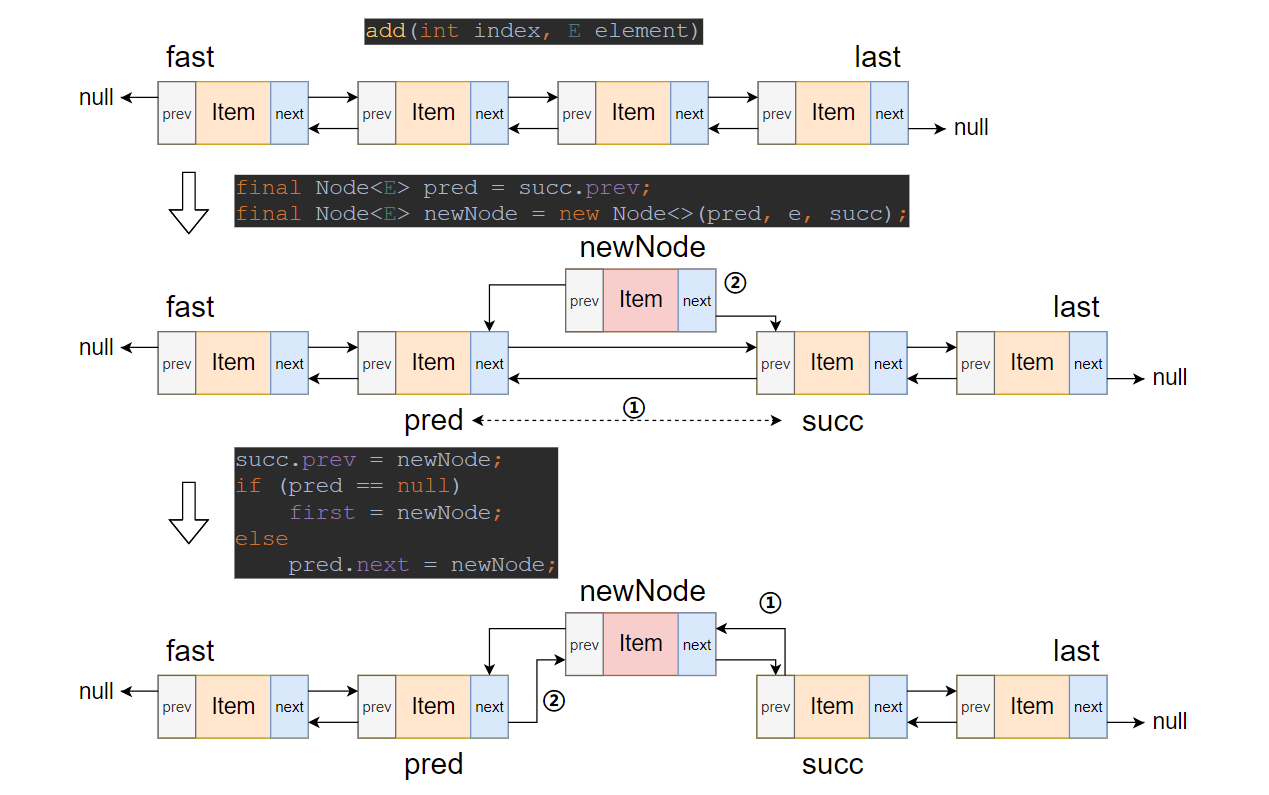 add(int index, E element)
fast last
null prev Item next prev Item next prev Item next prev Item next null
final Node<E> pred = succ.prev;
final Node<E> newNode = new Node<>(pred, e, succ);
newNode
prev Item next ②
fast last
null prev Item next prev Item next prev Item next prev Item next null
pred ① succ
succ.prev = newNode;
if (pred == null)
    first = newNode;
else
    pred.next = newNode;
newNode
①
prev Item next
fast last
null prev Item next prev Item next ② prev Item next prev Item next null
pred succ